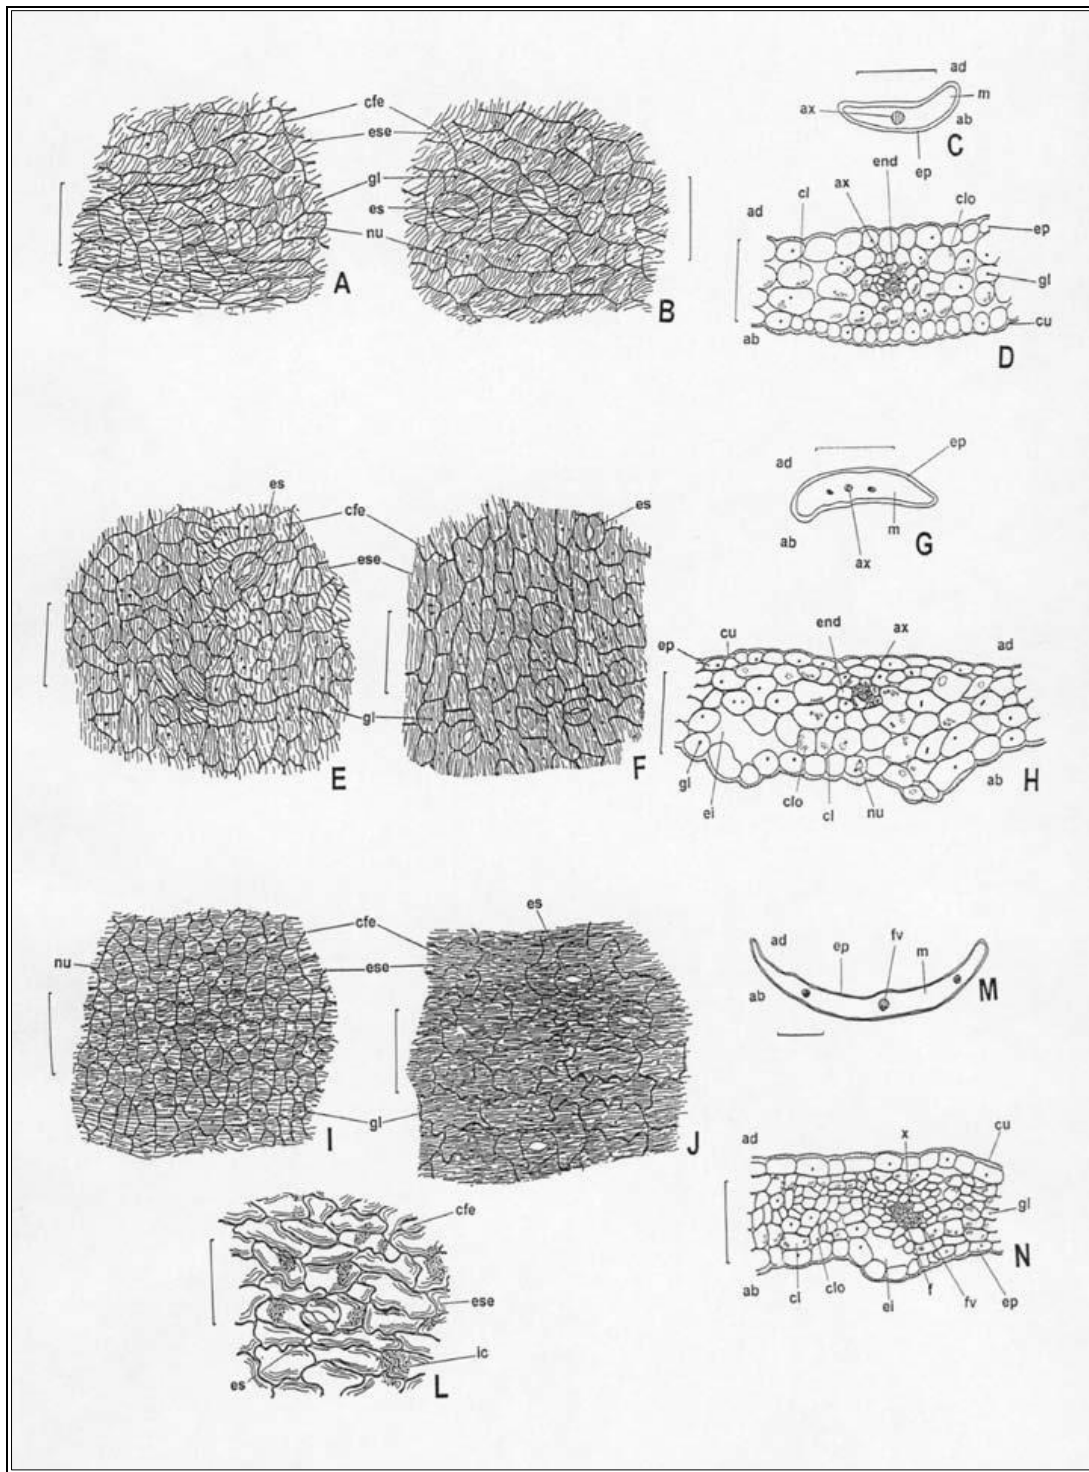 ad
cfe
m
ese
ax
ab
C
ep
end
gl
ax
cl
clo
es
ad
ep
nu
gl
A
B
cu
ab
D
ep
ad
es
es
cfe
m
G
ese
ab
ax
end
ax
cu
ep
ad
gl
E
F
ab
H
gl
clo
nu
ei
cl
es
cfe
fv
ep
m
ad
nu
ese
M
ab
x
cu
gl
ad
I
J
gl
cfe
N
ese
ab
cl
clo
f
ep
ei
fv
ic
es
L